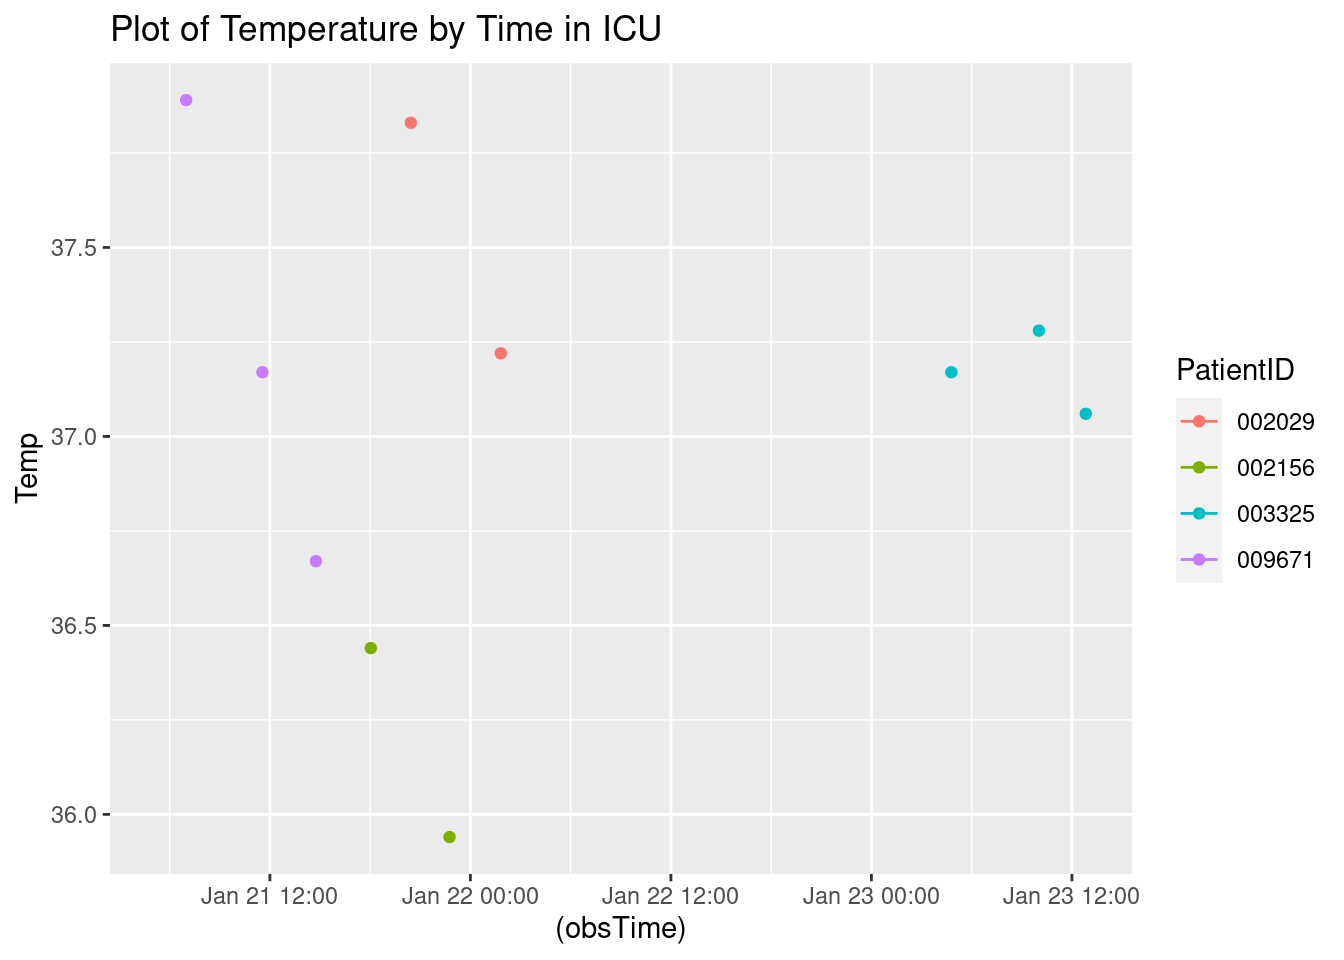 Plot of Temperature by Time in ICU
37.5
37.0
36.5
36.0
Temp
Jan 21 12:00
Jan 22 00:00
Jan 22 12:00
Jan 23 00:00
Jan 23 12:00
(obsTime)
PatientID
002029
002156
003325
009671